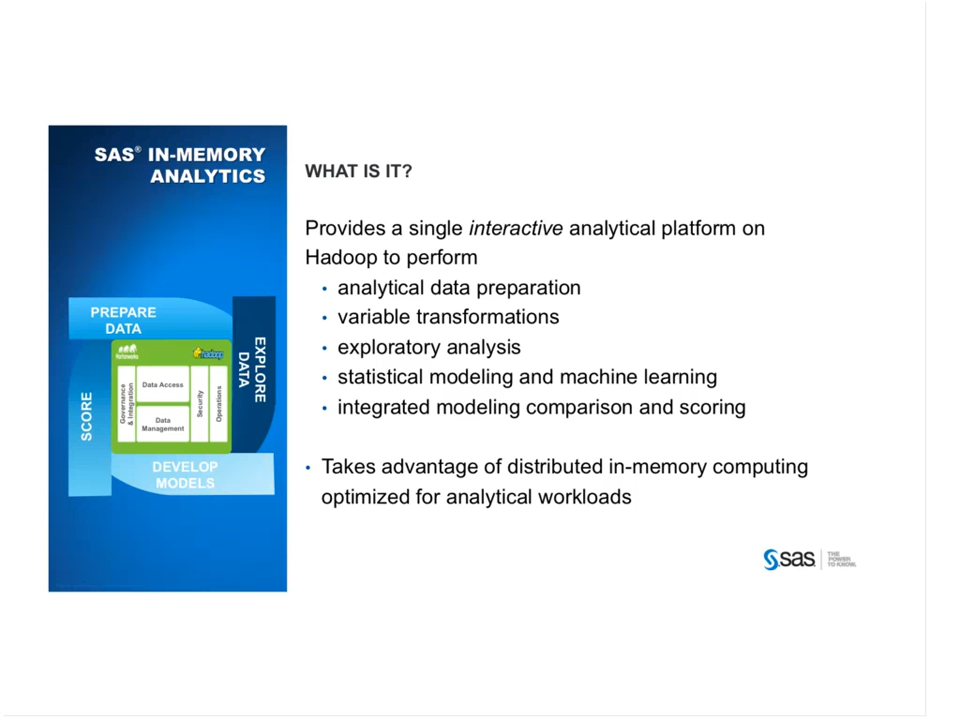 SAS® IN-MEMORY
ANALYTICS
PREPARE
DATA
EXPLORE
DATA
SCORE
DEVELOP
MODELS
Hortonworks
hadoop
Governance
& Integration
Data Access
Data
Management
Security
Operations
WHAT IS IT?
Provides a single interactive analytical platform on
Hadoop to perform
• analytical data preparation
• variable transformations
• exploratory analysis
• statistical modeling and machine learning
• integrated modeling comparison and scoring
• Takes advantage of distributed in-memory computing
optimized for analytical workloads
sas
THE
POWER
TO KNOW.